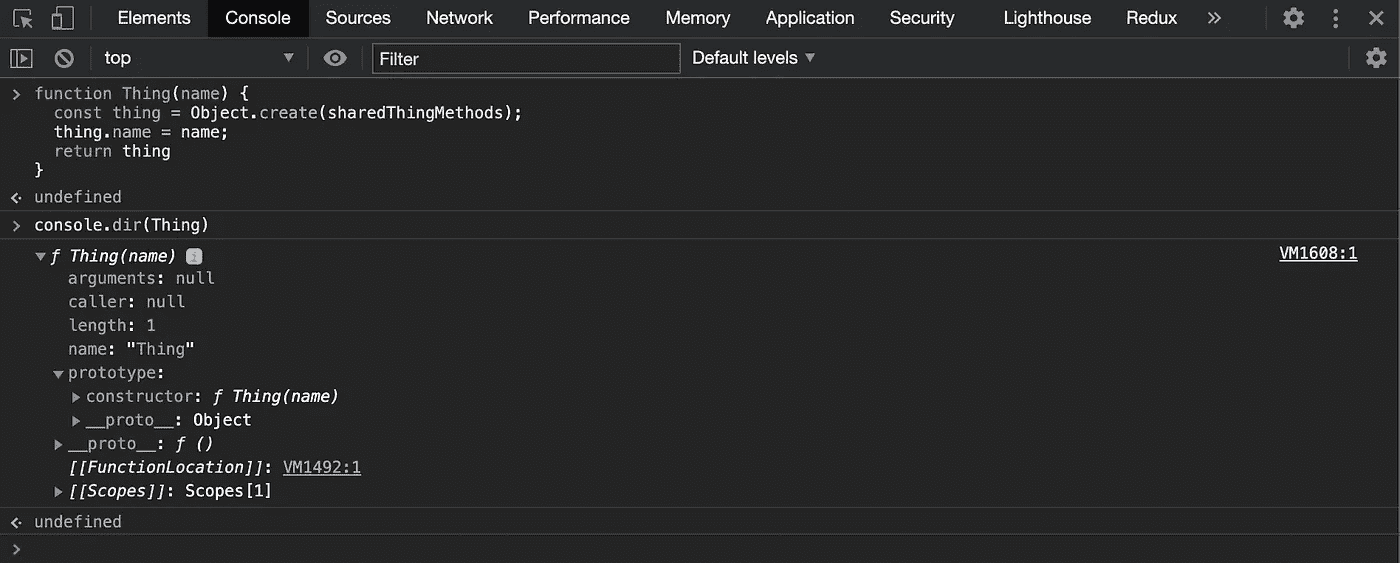 Elements Console Sources Network Performance Memory Application Security Lighthouse Redux »
top Filter Default levels
function Thing(name) {
const thing = Object.create(sharedThingMethods);
thing.name = name;
return thing
}
undefined
console.dir(Thing)
ƒ Thing(name) i VM1608:1
arguments: null
caller: null
length: 1
name: "Thing"
prototype:
constructor: ƒ Thing(name)
__proto__: Object
__proto__: ƒ ()
[[FunctionLocation]]: VM1492:1
[[Scopes]]: Scopes[1]
undefined